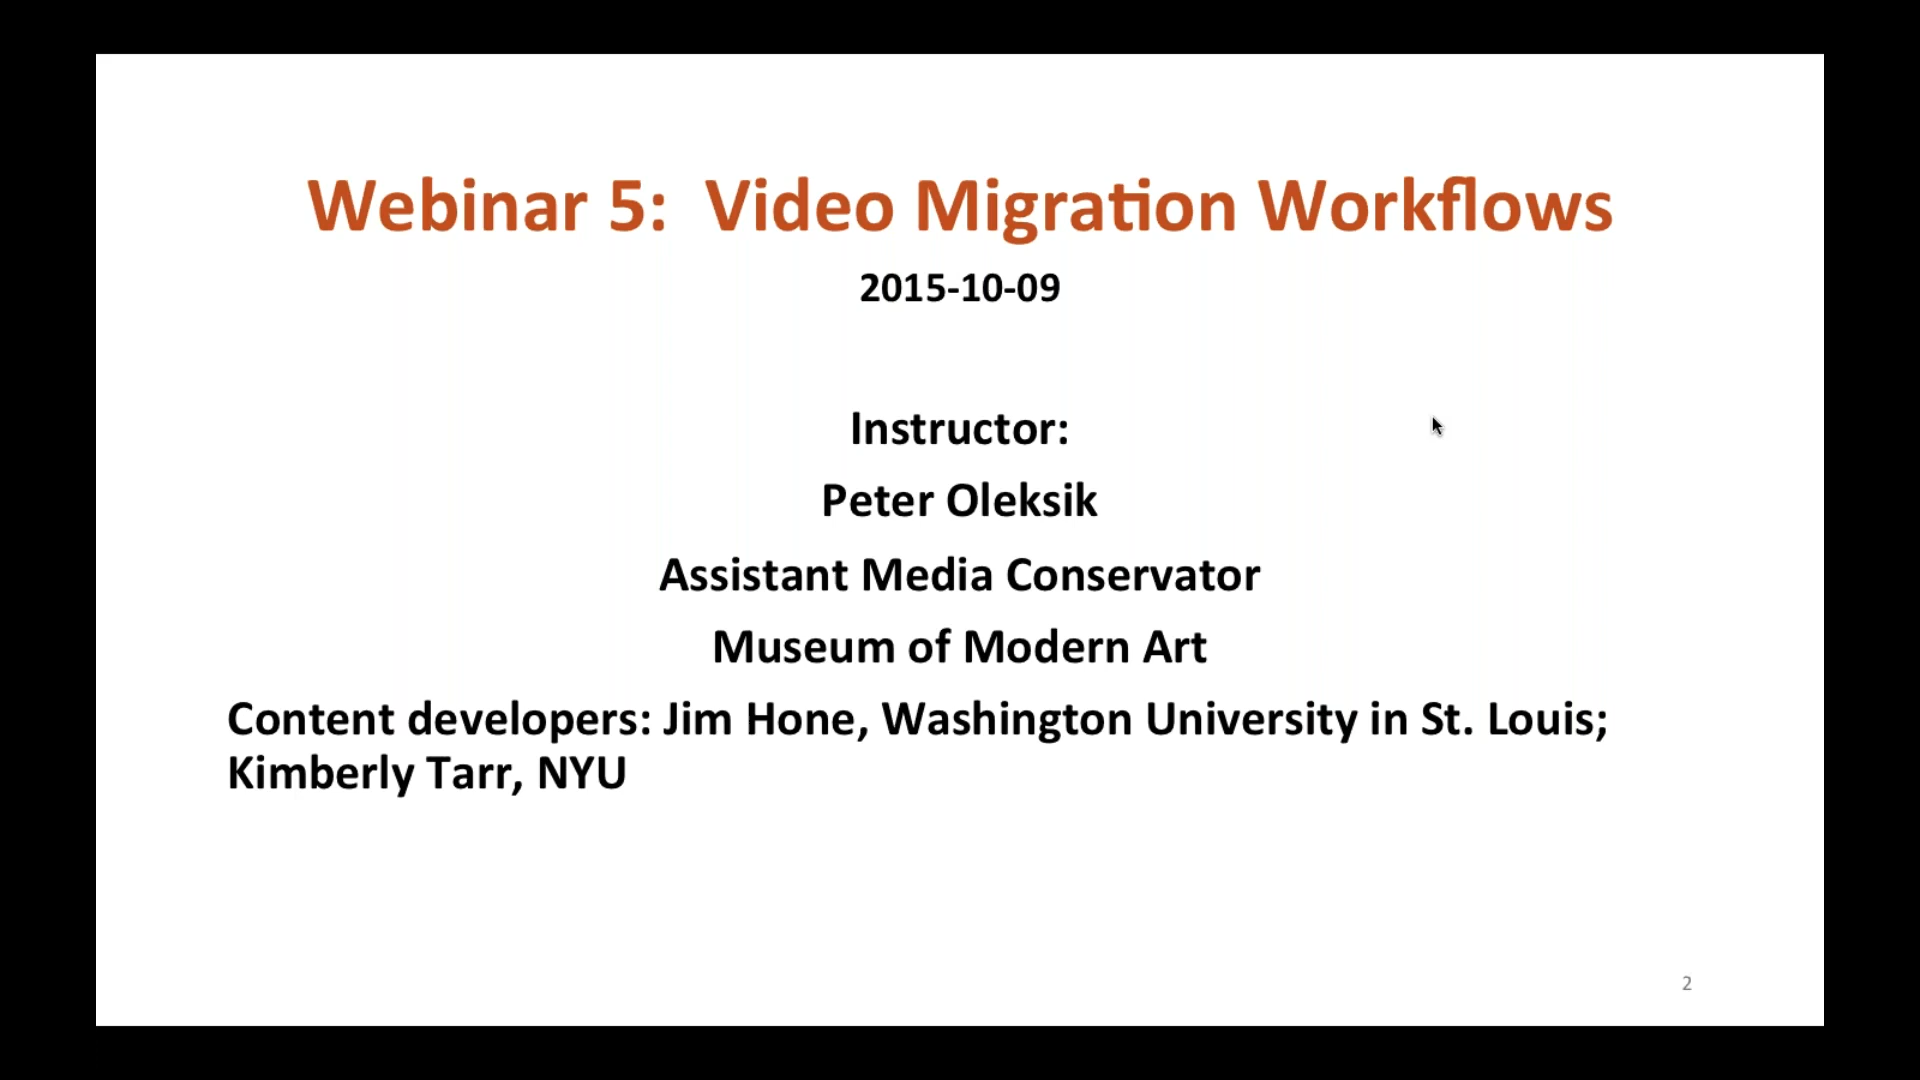 Webinar 5:  Video Migration Workflows
2015-10-09
Instructor:
Peter Oleksik
Assistant Media Conservator
Museum of Modern Art
Content developers: Jim Hone, Washington University in St. Louis;
Kimberly Tarr, NYU
2